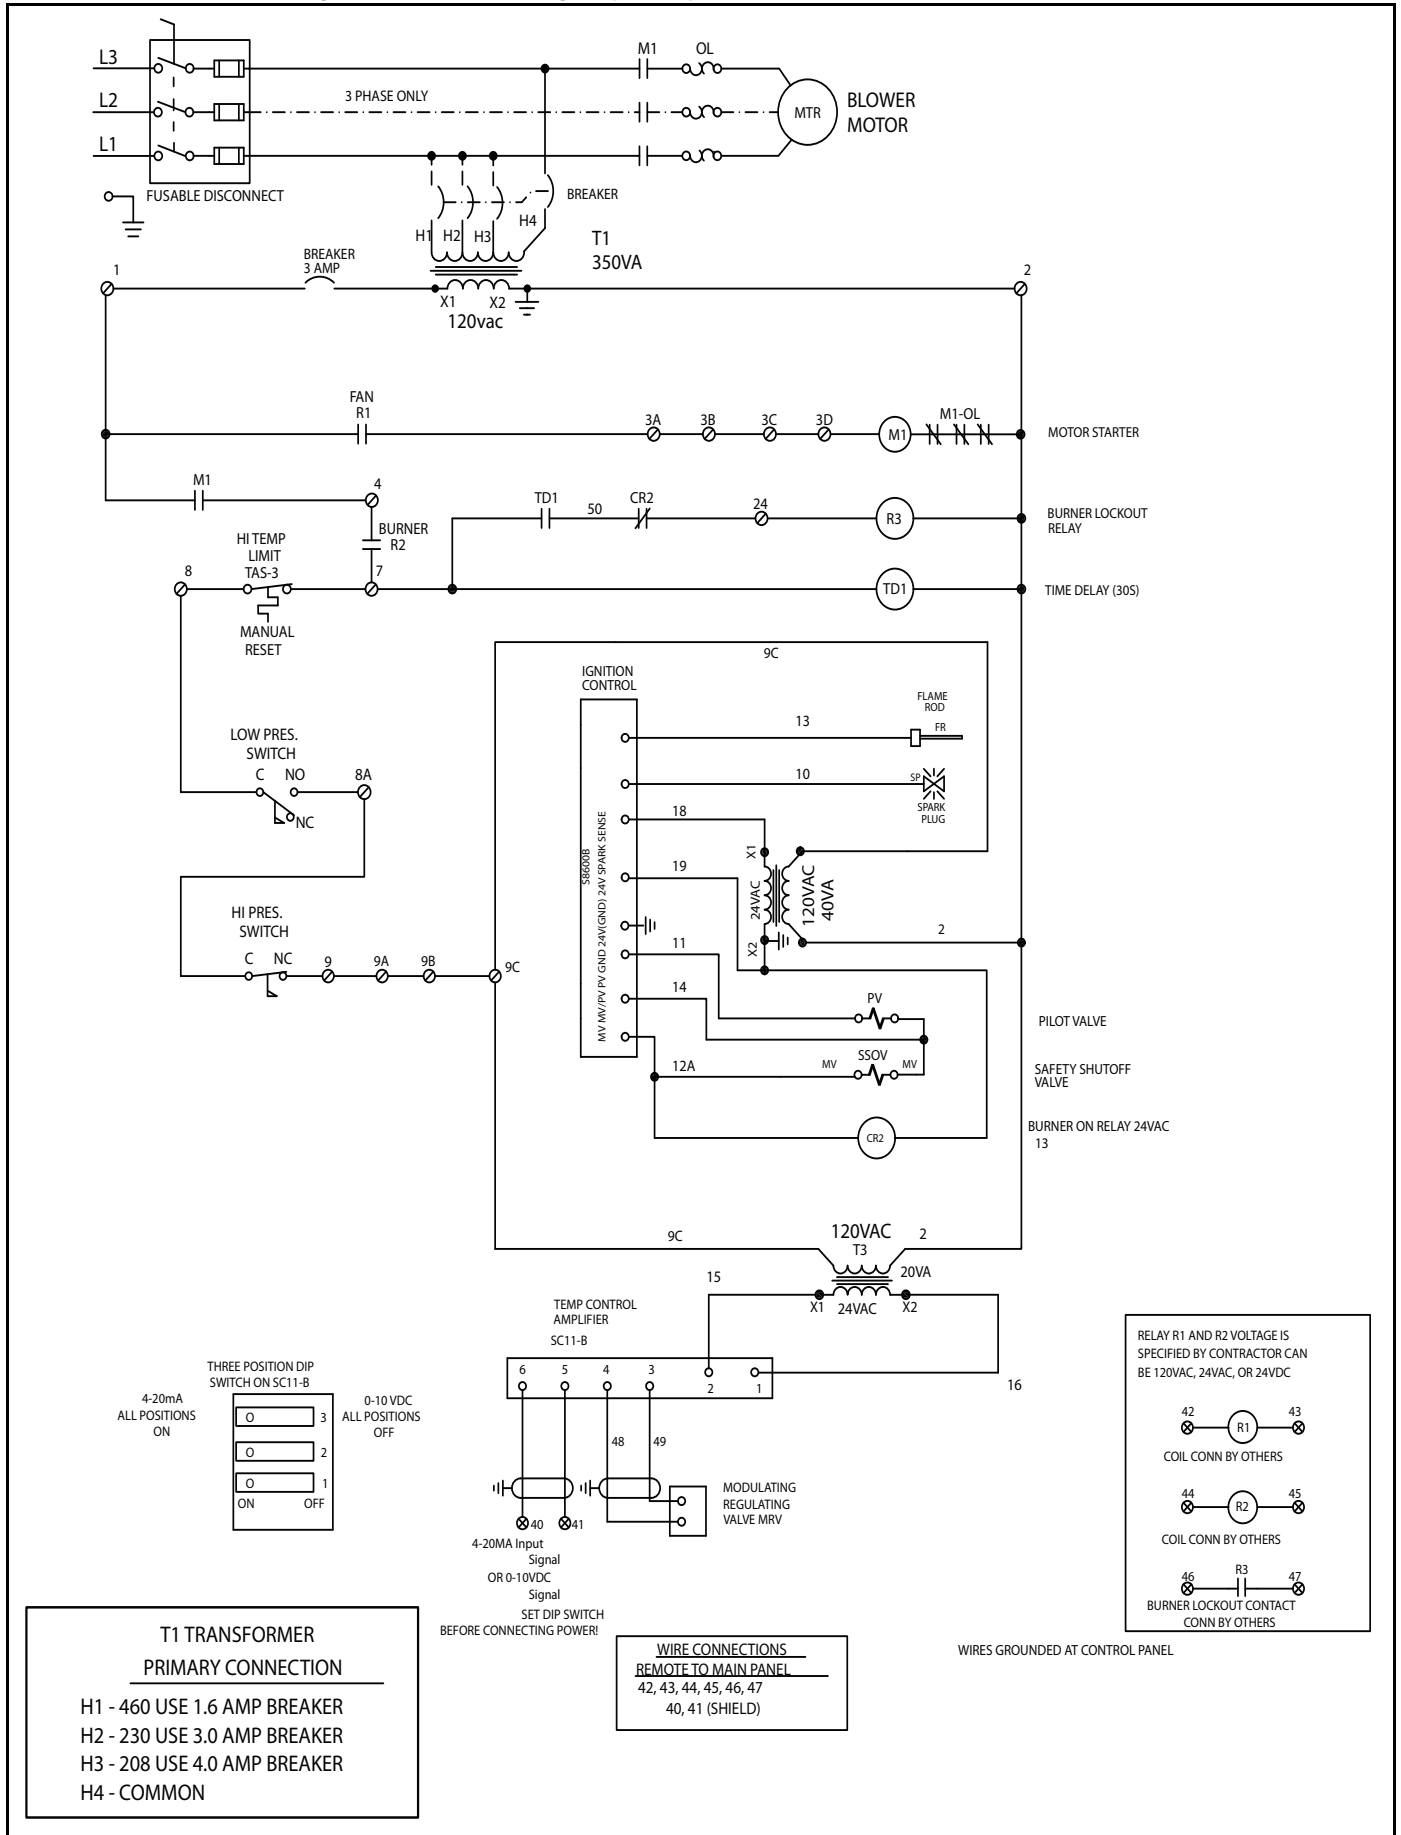 L3
M1
OL
L2
3 PHASE ONLY
MTR
BLOWER
MOTOR
L1
FUSABLE DISCONNECT
BREAKER
H1
H2
H3
H4
T1
350VA
BREAKER
3 AMP
1
2
X1
X2
120vac
FAN
R1
3A
3B
3C
3D
M1
M1-OL
MOTOR STARTER
M1
4
TD1
50
CR2
24
R3
BURNER LOCKOUT
RELAY
BURNER
R2
HI TEMP
LIMIT
TAS-3
8
7
TD1
TIME DELAY (30S)
MANUAL
RESET
9C
IGNITION
CONTROL
FLAME
ROD
13
FR
LOW PRES.
SWITCH
C
NO
8A
NC
10
SP
SPARK
PLUG
18
S8600B
MV MV/PV PV GND 24V(GND) 24V SPARK SENSE
X1
19
24VAC
120VAC
40VA
HI PRES.
SWITCH
C
NC
9
9A
9B
9C
2
11
X2
14
PV
PILOT VALVE
12A
MV
SSOV
MV
SAFETY SHUTOFF
VALVE
CR2
BURNER ON RELAY 24VAC
13
9C
120VAC
T3
2
20VA
15
X1
24VAC
X2
TEMP CONTROL
AMPLIFIER
SC11-B
6
5
4
3
2
1
16
THREE POSITION DIP
SWITCH ON SC11-B
4-20mA
ALL POSITIONS
ON
0-10 VDC
ALL POSITIONS
OFF
O
3
O
2
O
1
ON
OFF
48
49
MODULATING
REGULATING
VALVE MRV
40
41
4-20MA Input
Signal
OR 0-10VDC
Signal
SET DIP SWITCH
BEFORE CONNECTING POWER!
RELAY R1 AND R2 VOLTAGE IS
SPECIFIED BY CONTRACTOR CAN
BE 120VAC, 24VAC, OR 24VDC
42
R1
43
COIL CONN BY OTHERS
44
R2
45
COIL CONN BY OTHERS
46
R3
47
BURNER LOCKOUT CONTACT
CONN BY OTHERS
WIRES GROUNDED AT CONTROL PANEL
T1 TRANSFORMER
PRIMARY CONNECTION
H1 - 460 USE 1.6 AMP BREAKER
H2 - 230 USE 3.0 AMP BREAKER
H3 - 208 USE 4.0 AMP BREAKER
H4 - COMMON
WIRE CONNECTIONS
REMOTE TO MAIN PANEL
42, 43, 44, 45, 46, 47
40, 41 (SHIELD)